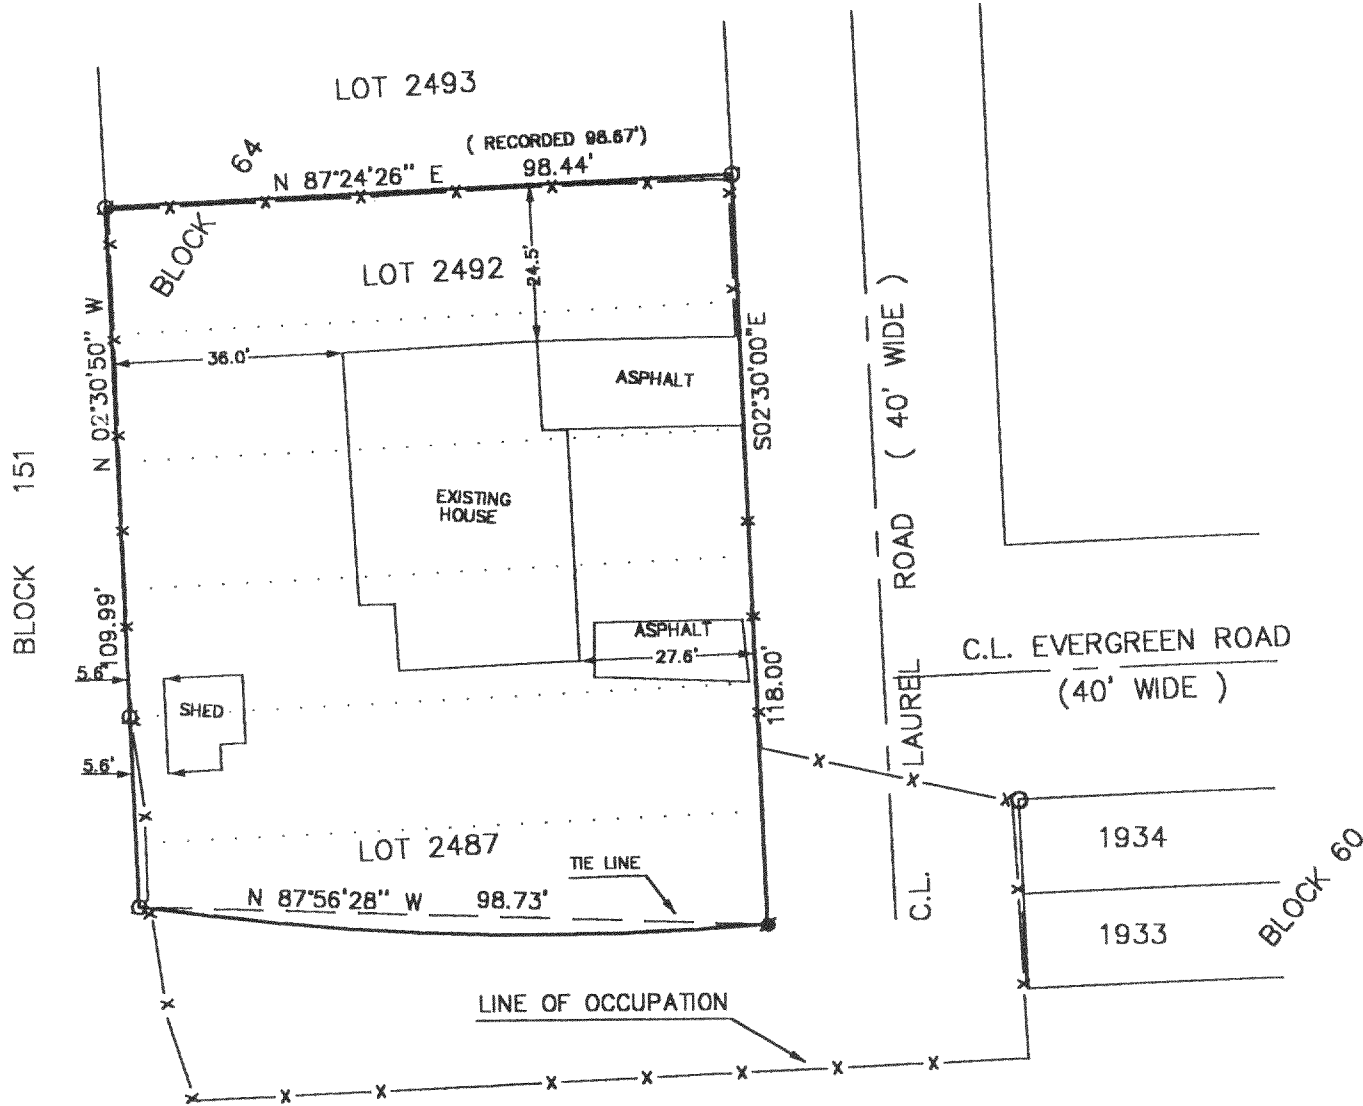 LOT 2493
( RECORDED 98.67')
N 87°24'26" E 98.44'
BLOCK 64
LOT 2492
24.5'
36.0'
N 02°30'50" W 109.99'
BLOCK 151
ASPHALT
S02°30'00"E 118.00'
EXISTING
HOUSE
ASPHALT
27.6'
5.6'
SHED
5.6'
LOT 2487
TIE LINE
N 87°56'28" W 98.73'
LINE OF OCCUPATION
C.L. LAUREL ROAD ( 40' WIDE )
C.L. EVERGREEN ROAD
(40' WIDE )
1934
1933
BLOCK 60